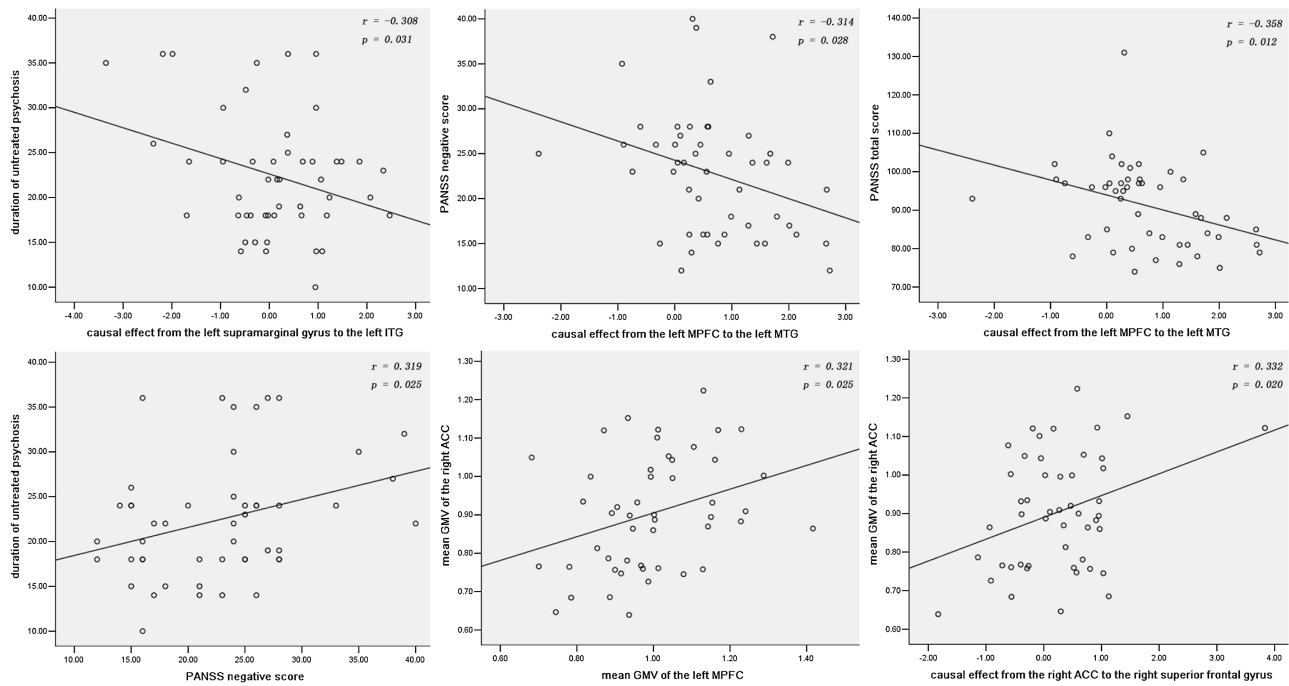 r = −0.308
p = 0.031
40.00
35.00
30.00
25.00
20.00
15.00
10.00
duration of untreated psychosis
-4.00 -3.00 -2.00 -1.00 0.00 1.00 2.00 3.00
causal effect from the left supramarginal gyrus to the left ITG
r = −0.314
p = 0.028
40.00
35.00
30.00
25.00
20.00
15.00
10.00
PANSS negative score
-3.00 -2.00 -1.00 0.00 1.00 2.00 3.00
causal effect from the left MPFC to the left MTG
r = −0.358
p = 0.012
140.00
130.00
120.00
110.00
100.00
90.00
80.00
70.00
PANSS total score
-3.00 -2.00 -1.00 0.00 1.00 2.00 3.00
causal effect from the left MPFC to the left MTG
r = 0.319
p = 0.025
40.00
35.00
30.00
25.00
20.00
15.00
10.00
duration of untreated psychosis
10.00 15.00 20.00 25.00 30.00 35.00 40.00
PANSS negative score
r = 0.321
p = 0.025
1.30
1.20
1.10
1.00
0.90
0.80
0.70
0.60
mean GMV of the right ACC
0.60 0.80 1.00 1.20 1.40
mean GMV of the left MPFC
r = 0.332
p = 0.020
1.30
1.20
1.10
1.00
0.90
0.80
0.70
0.60
mean GMV of the right ACC
-2.00 -1.00 0.00 1.00 2.00 3.00 4.00
causal effect from the right ACC to the right superior frontal gyrus